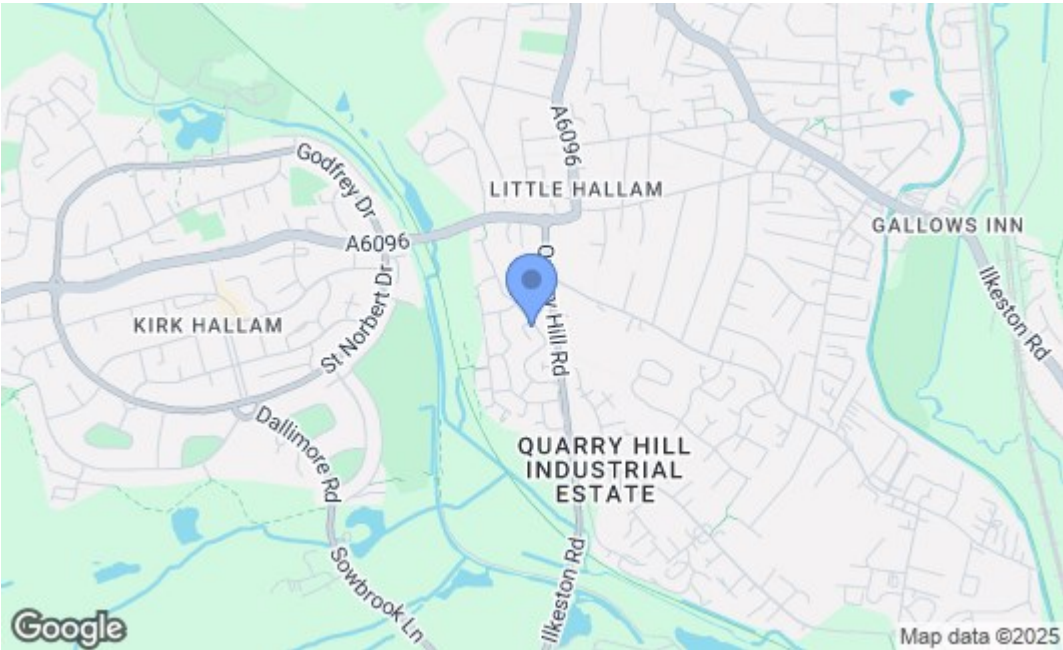 Godfrey Dr
A6096
LITTLE HALLAM
A6096
GALLOWS INN
Hill Rd
Ilkeston Rd
KIRK HALLAM
St Norbert Dr
Dallimore Rd
QUARRY HILL
INDUSTRIAL
ESTATE
Sowbrook Ln
Ilkeston Rd
Google
Map data ©2025